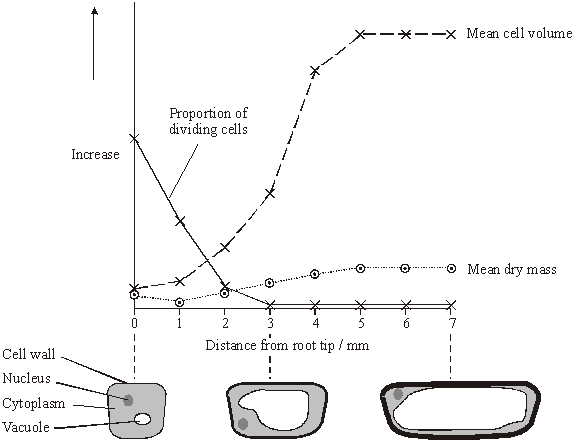 Mean cell volume
Proportion of
dividing cells
Increase
Mean dry mass
0 1 2 3 4 5 6 7
Distance from root tip / mm
Cell wall
Nucleus
Cytoplasm
Vacuole